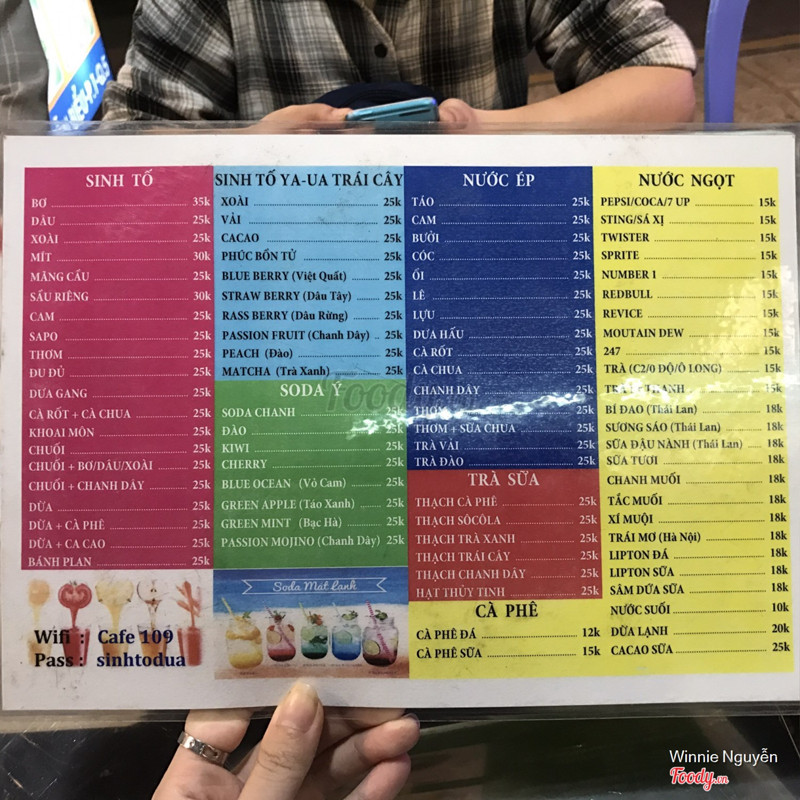 SINH TỐ
BƠ 35k
DÂU 25k
XOÀI 25k
MÍT 30k
MÃNG CẦU 25k
SẦU RIÊNG 30k
CAM 25k
SAPO 25k
THƠM 25k
ĐU ĐỦ 25k
DƯA GANG 25k
CÀ RỐT + CÀ CHUA 25k
KHOAI MÔN 25k
CHUỐI 25k
CHUỐI + BƠ/DÂU/XOÀI 25k
CHUỐI + CHANH DÂY 25k
DỪA 25k
DỪA + CÀ PHÊ 25k
DỪA + CA CAO 25k
BÁNH PLAN 25k
Wifi : Cafe 109
Pass : sinhtodua
SINH TỐ YA-UA TRÁI CÂY
XOÀI 25k
VẢI 25k
CACAO 25k
PHÚC BỒN TỬ 25k
BLUE BERRY (Việt Quất) 25k
STRAW BERRY (Dâu Tây) 25k
RASS BERRY (Dâu Rừng) 25k
PASSION FRUIT (Chanh Dây) 25k
PEACH (Đào) 25k
MATCHA (Trà Xanh) 25k
SODA Ý
SODA CHANH 25k
ĐÀO 25k
KIWI 25k
CHERRY 25k
BLUE OCEAN (Vỏ Cam) 25k
GREEN APPLE (Táo Xanh) 25k
GREEN MINT (Bạc Hà) 25k
PASSION MOJINO (Chanh Dây) 25k
Soda Mát Lạnh
NƯỚC ÉP
TÁO 25k
CAM 25k
BƯỞI 25k
CÓC 25k
ỔI 25k
LÊ 25k
LỰU 25k
DƯA HẤU 25k
CÀ RỐT 25k
CÀ CHUA 25k
CHANH DÂY 25k
THƠM 25k
THƠM + SỮA CHUA 25k
TRÀ VẢI 25k
TRÀ ĐÀO 25k
TRÀ SỮA
THẠCH CÀ PHÊ 25k
THẠCH SÔCÔLA 25k
THẠCH TRÀ XANH 25k
THẠCH TRÁI CÂY 25k
THẠCH CHANH DÂY 25k
HẠT THỦY TINH 25k
CÀ PHÊ
CÀ PHÊ ĐÁ 12k
CÀ PHÊ SỮA 15k
NƯỚC NGỌT
PEPSI/COCA/7 UP 15k
STING/SÁ XỊ 15k
TWISTER 15k
SPRITE 15k
NUMBER 1 15k
REDBULL 15k
REVICE 15k
MOUTAIN DEW 15k
247 15k
TRÀ (C2/0 ĐỘ/Ô LONG) 15k
15k
BÍ ĐAO (Thái Lan) 18k
SƯƠNG SÁO (Thái Lan) 18k
SỮA ĐẬU NÀNH (Thái Lan) 18k
SỮA TƯƠI 18k
CHANH MUỐI 18k
TẮC MUỐI 18k
XÍ MUỘI 18k
TRÁI MƠ (Hà Nội) 18k
LIPTON ĐÁ 18k
LIPTON SỮA 18k
SÂM DỨA SỮA 18k
NƯỚC SUỐI 10k
DỪA LẠNH 20k
CACAO SỮA 25k
Winnie Nguyễn
Foody.vn